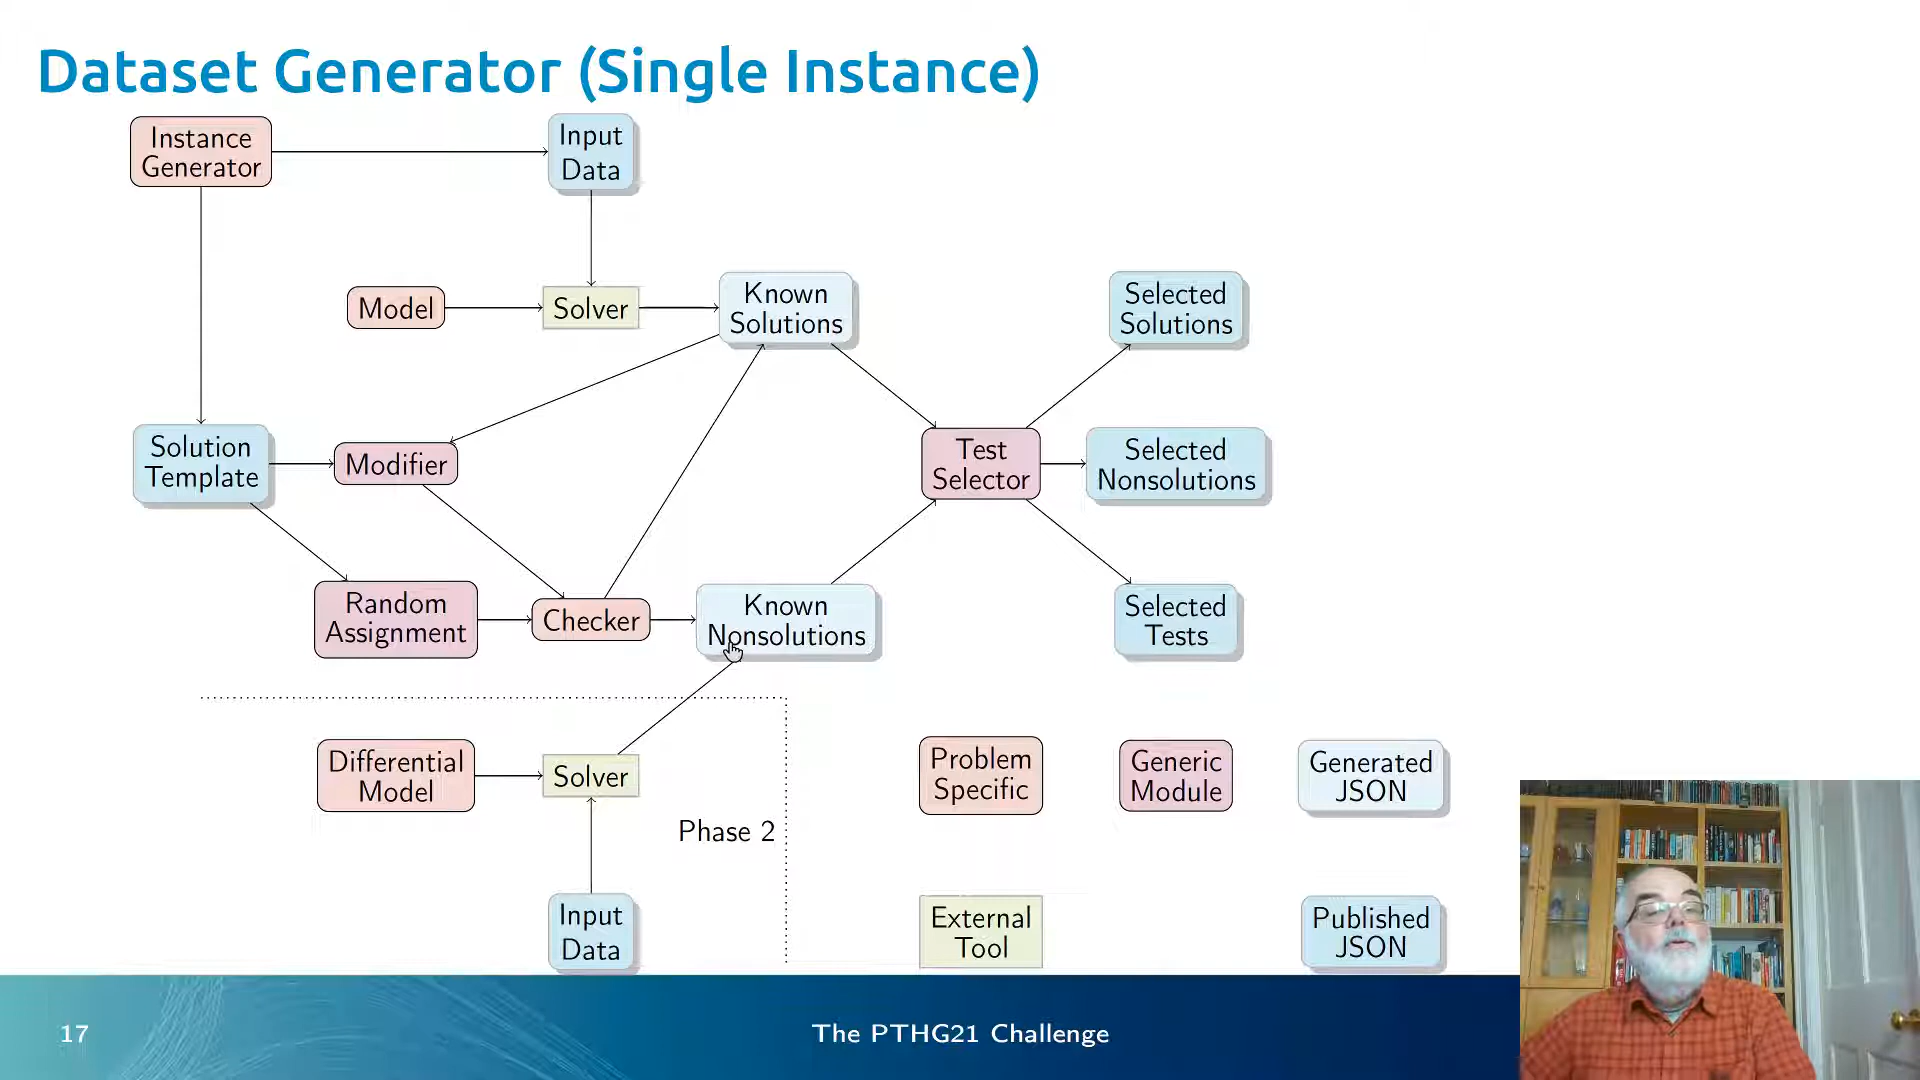 Dataset Generator (Single Instance)
Instance
Generator
Input
Data
Model
Solver
Known
Solutions
Selected
Solutions
Solution
Template
Modifier
Test
Selector
Selected
Nonsolutions
Random
Assignment
Checker
Known
Nonsolutions
Selected
Tests
Differential
Model
Solver
Phase 2
Input
Data
Problem
Specific
Generic
Module
Generated
JSON
External
Tool
Published
JSON
17
The PTHG21 Challenge